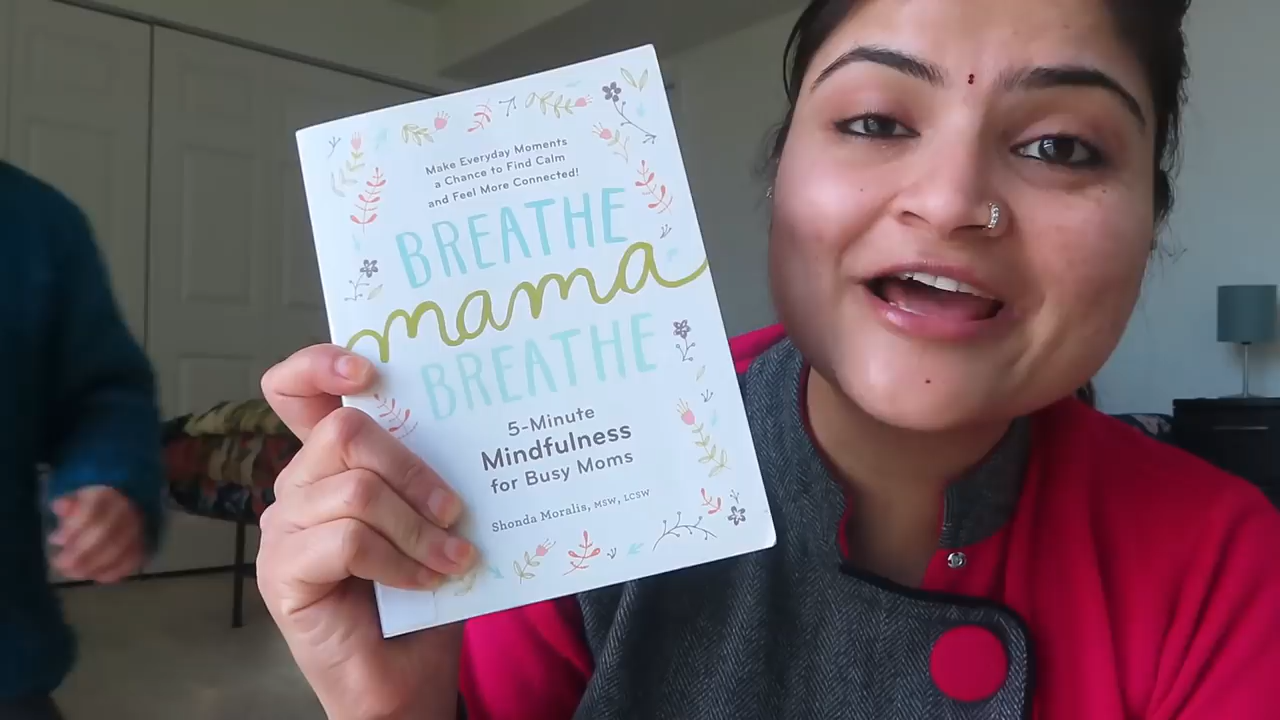 Make Everyday Moments
a Chance to Find Calm
and Feel More Connected!
BREATHE
mama
BREATHE
5-Minute
Mindfulness
for Busy Moms
Shonda Moralis, MSW, LCSW